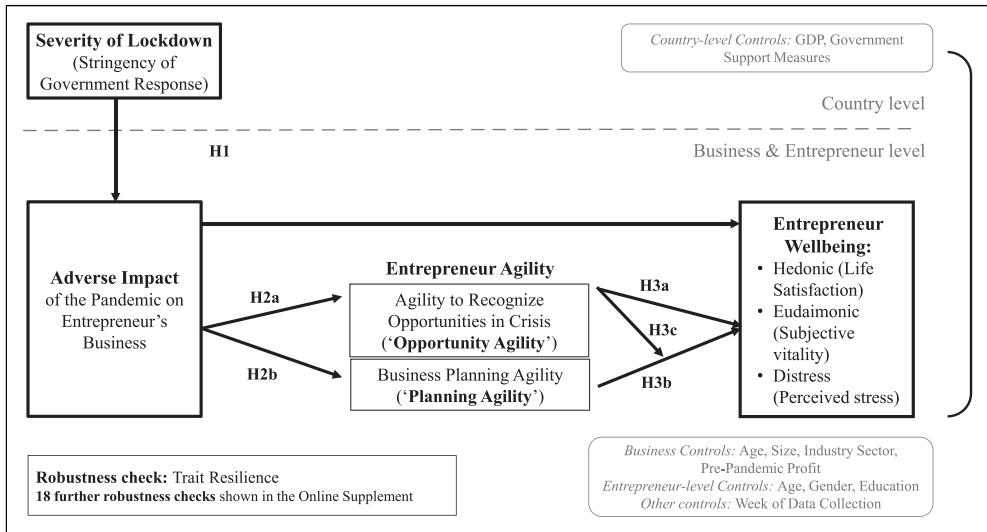 Severity of Lockdown
(Stringency of
Government Response)
Country-level Controls: GDP, Government
Support Measures
Country level
H1
Business & Entrepreneur level
Adverse Impact
of the Pandemic on
Entrepreneur's
Business
H2a
H2b
Entrepreneur Agility
Agility to Recognize
Opportunities in Crisis
('Opportunity Agility')
Business Planning Agility
('Planning Agility')
H3a
H3c
H3b
Entrepreneur
Wellbeing:
• Hedonic (Life
Satisfaction)
• Eudaimonic
(Subjective
vitality)
• Distress
(Perceived stress)
Robustness check: Trait Resilience
18 further robustness checks shown in the Online Supplement
Business Controls: Age, Size, Industry Sector,
Pre-Pandemic Profit
Entrepreneur-level Controls: Age, Gender, Education
Other controls: Week of Data Collection